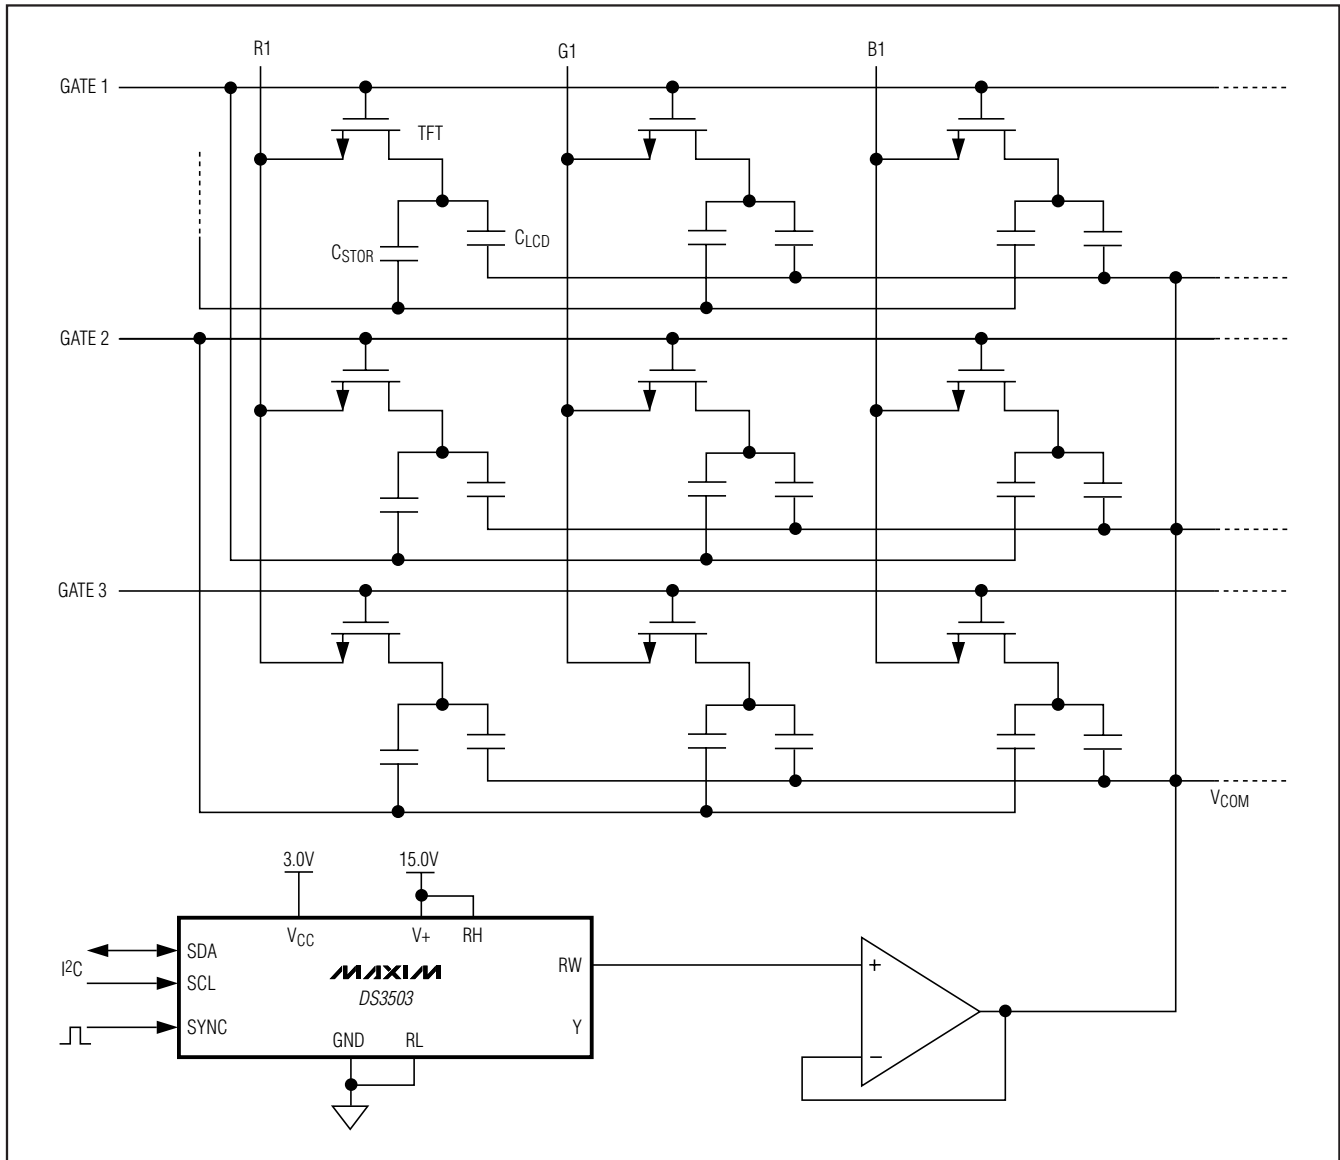 R1 G1 B1
GATE 1
TFT
CSTOR CLCD
GATE 2
GATE 3
VCOM
3.0V 15.0V
VCC V+ RH
I²C
SDA
SCL
SYNC
MAXIM
DS3503
RW
Y
GND RL
+
−